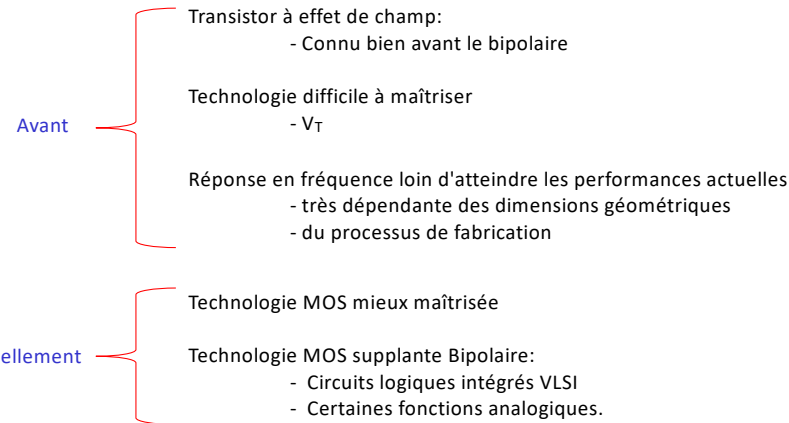 Transistor à effet de champ:
- Connu bien avant le bipolaire
Technologie difficile à maîtriser
Avant
- VT
Réponse en fréquence loin d'atteindre les performances actuelles
- très dépendante des dimensions géométriques
- du processus de fabrication
Technologie MOS mieux maîtrisée
ellement
Technologie MOS supplante Bipolaire:
- Circuits logiques intégrés VLSI
- Certaines fonctions analogiques.